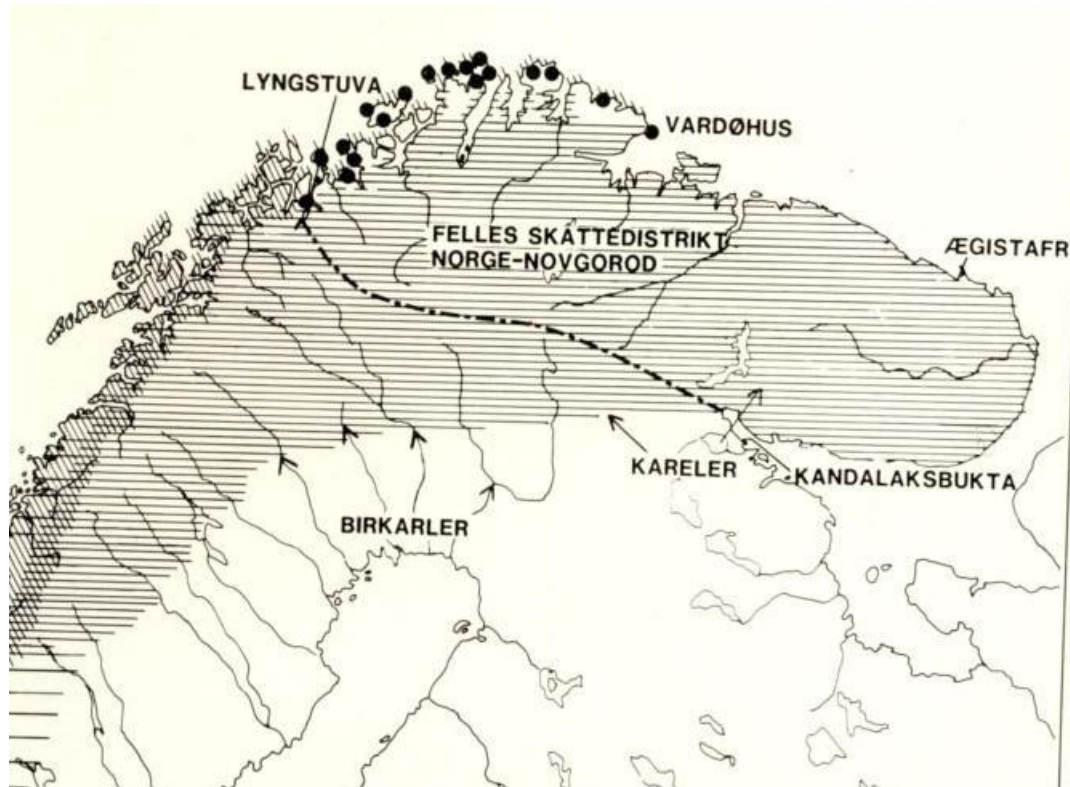 LYNGSTUVA
VARDØHUS
FELLES SKATTEDISTRIKT
NORGE-NOVGOROD
ÆGISTAFR
KARELER
KANDALAKSBUKTA
BIRKARLER